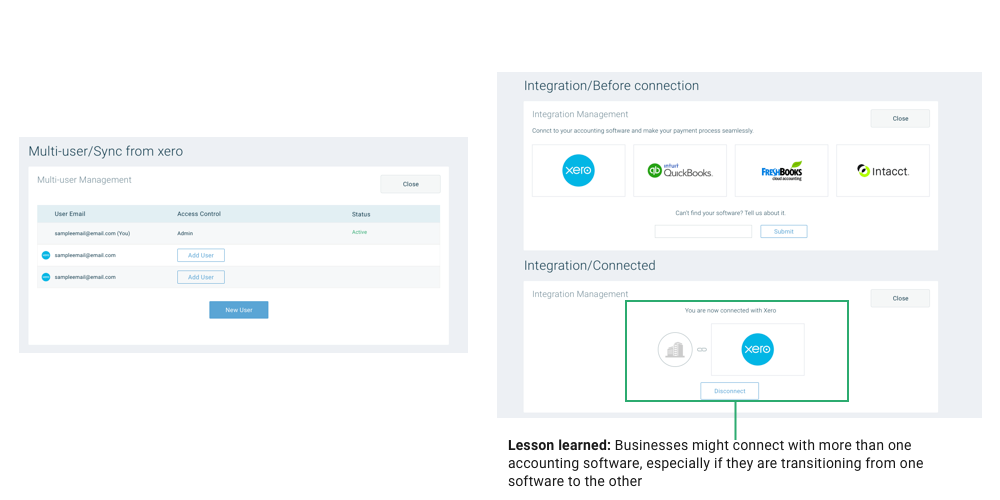 Multi-user/Sync from xero
Multi-user Management
Close
User Email Access Control Status
sampleemail@email.com (You) Admin Active
xero sampleemail@email.com Add User
xero sampleemail@email.com Add User
New User
Integration/Before connection
Integration Management
Close
Connct to your accounting software and make your payment process seamlessly.
xero
qb intuit QuickBooks.
FRESHBOOKS cloud accounting
Intacct.
Can't find your software? Tell us about it.
Submit
Integration/Connected
Integration Management
Close
You are now connected with Xero
xero
Disconnect
Lesson learned: Businesses might connect with more than one
accounting software, especially if they are transitioning from one
software to the other